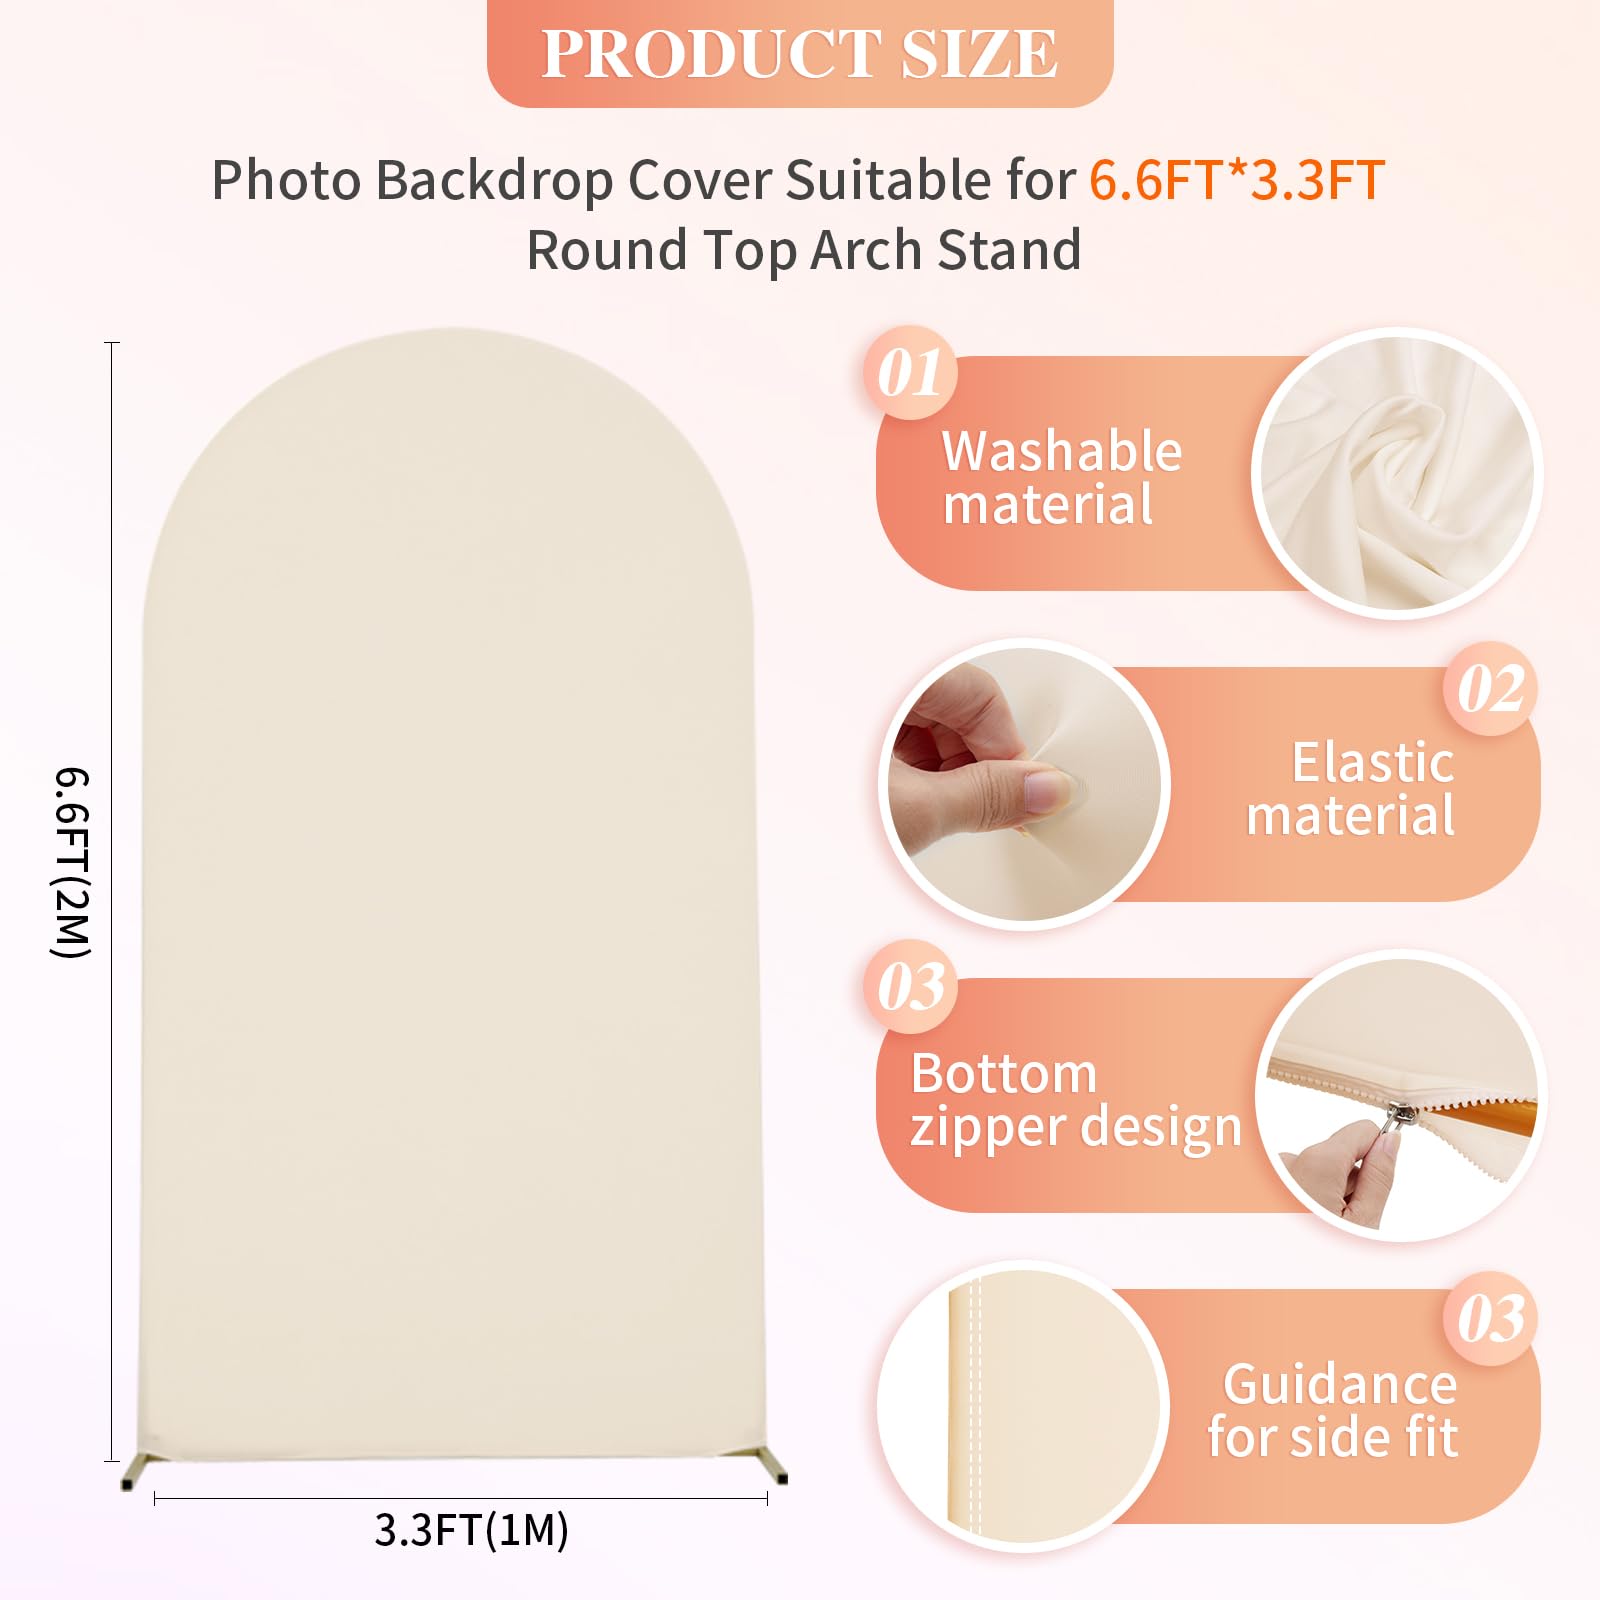 PRODUCT SIZE
Photo Backdrop Cover Suitable for 6.6FT*3.3FT
Round Top Arch Stand
6.6FT(2M)
3.3FT(1M)
01
Washable
material
02
Elastic
material
03
Bottom
zipper design
03
Guidance
for side fit